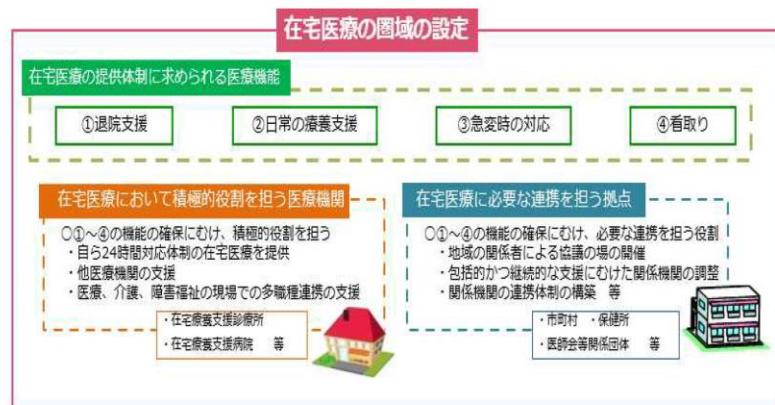 在宅医療の圏域の設定
在宅医療の提供体制に求められる医療機能
①退院支援
②日常の療養支援
③急変時の対応
④看取り
在宅医療において積極的役割を担う医療機関
○①～④の機能の確保にむけ、積極的役割を担う
・自ら24時間対応体制の在宅医療を提供
・他医療機関の支援
・医療、介護、障害福祉の現場での多職種連携の支援
・在宅療養支援診療所
・在宅療養支援病院　等
在宅医療に必要な連携を担う拠点
○①～④の機能の確保にむけ、必要な連携を担う役割
・地域の関係者による協議の場の開催
・包括的かつ継続的な支援にむけた関係機関の調整
・関係機関の連携体制の構築　等
・市町村　・保健所
・医師会等関係団体　等